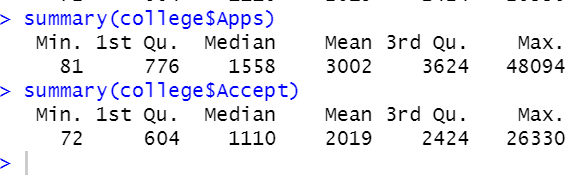 > summary(college$Apps)
Min. 1st Qu. Median Mean 3rd Qu. Max.
81 776 1558 3002 3624 48094
> summary(college$Accept)
Min. 1st Qu. Median Mean 3rd Qu. Max.
72 604 1110 2019 2424 26330
>